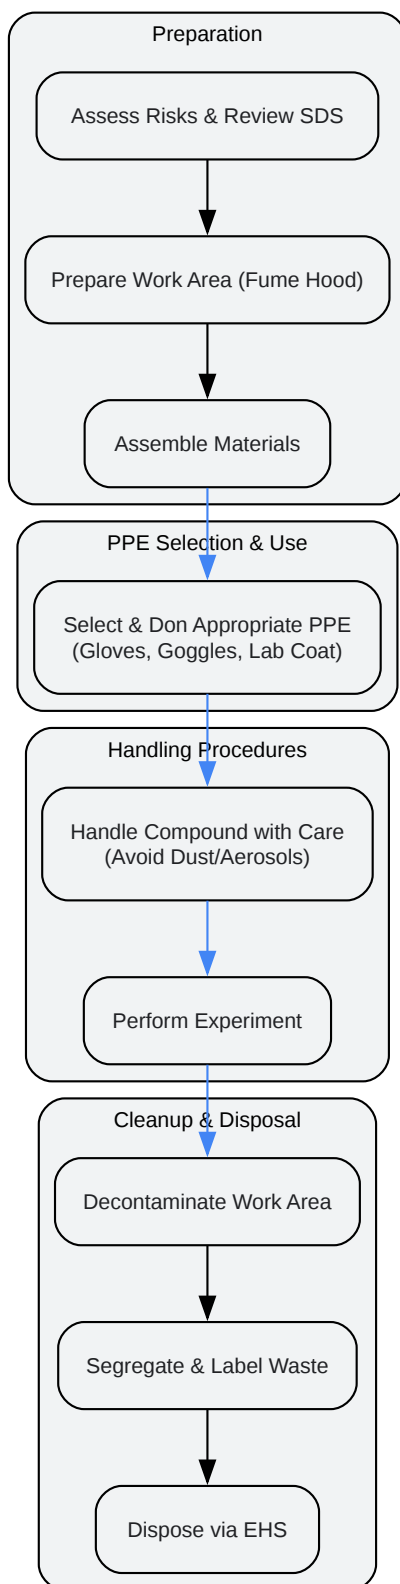 Preparation
Assess Risks & Review SDS
Prepare Work Area (Fume Hood)
Assemble Materials
PPE Selection & Use
Select & Don Appropriate PPE
(Gloves, Goggles, Lab Coat)
Handling Procedures
Handle Compound with Care
(Avoid Dust/Aerosols)
Perform Experiment
Cleanup & Disposal
Decontaminate Work Area
Segregate & Label Waste
Dispose via EHS